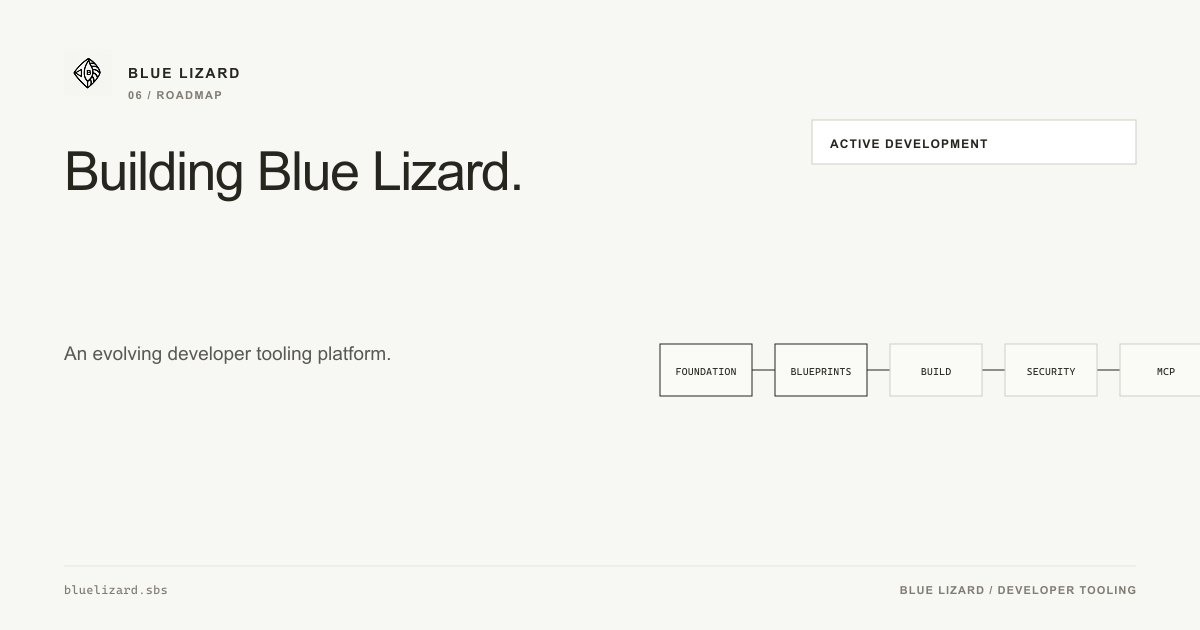 BLUE LIZARD
06 / ROADMAP
ACTIVE DEVELOPMENT
Building Blue Lizard.
An evolving developer tooling platform.
FOUNDATION
BLUEPRINTS
BUILD
SECURITY
MCP
bluelizard.sbs
BLUE LIZARD / DEVELOPER TOOLING